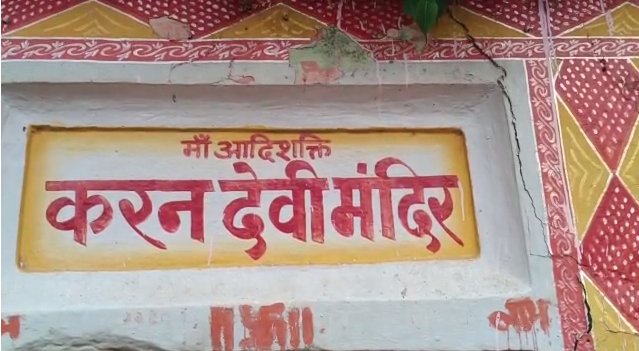 माँ आदिशक्ति
करन देवी मंदिर